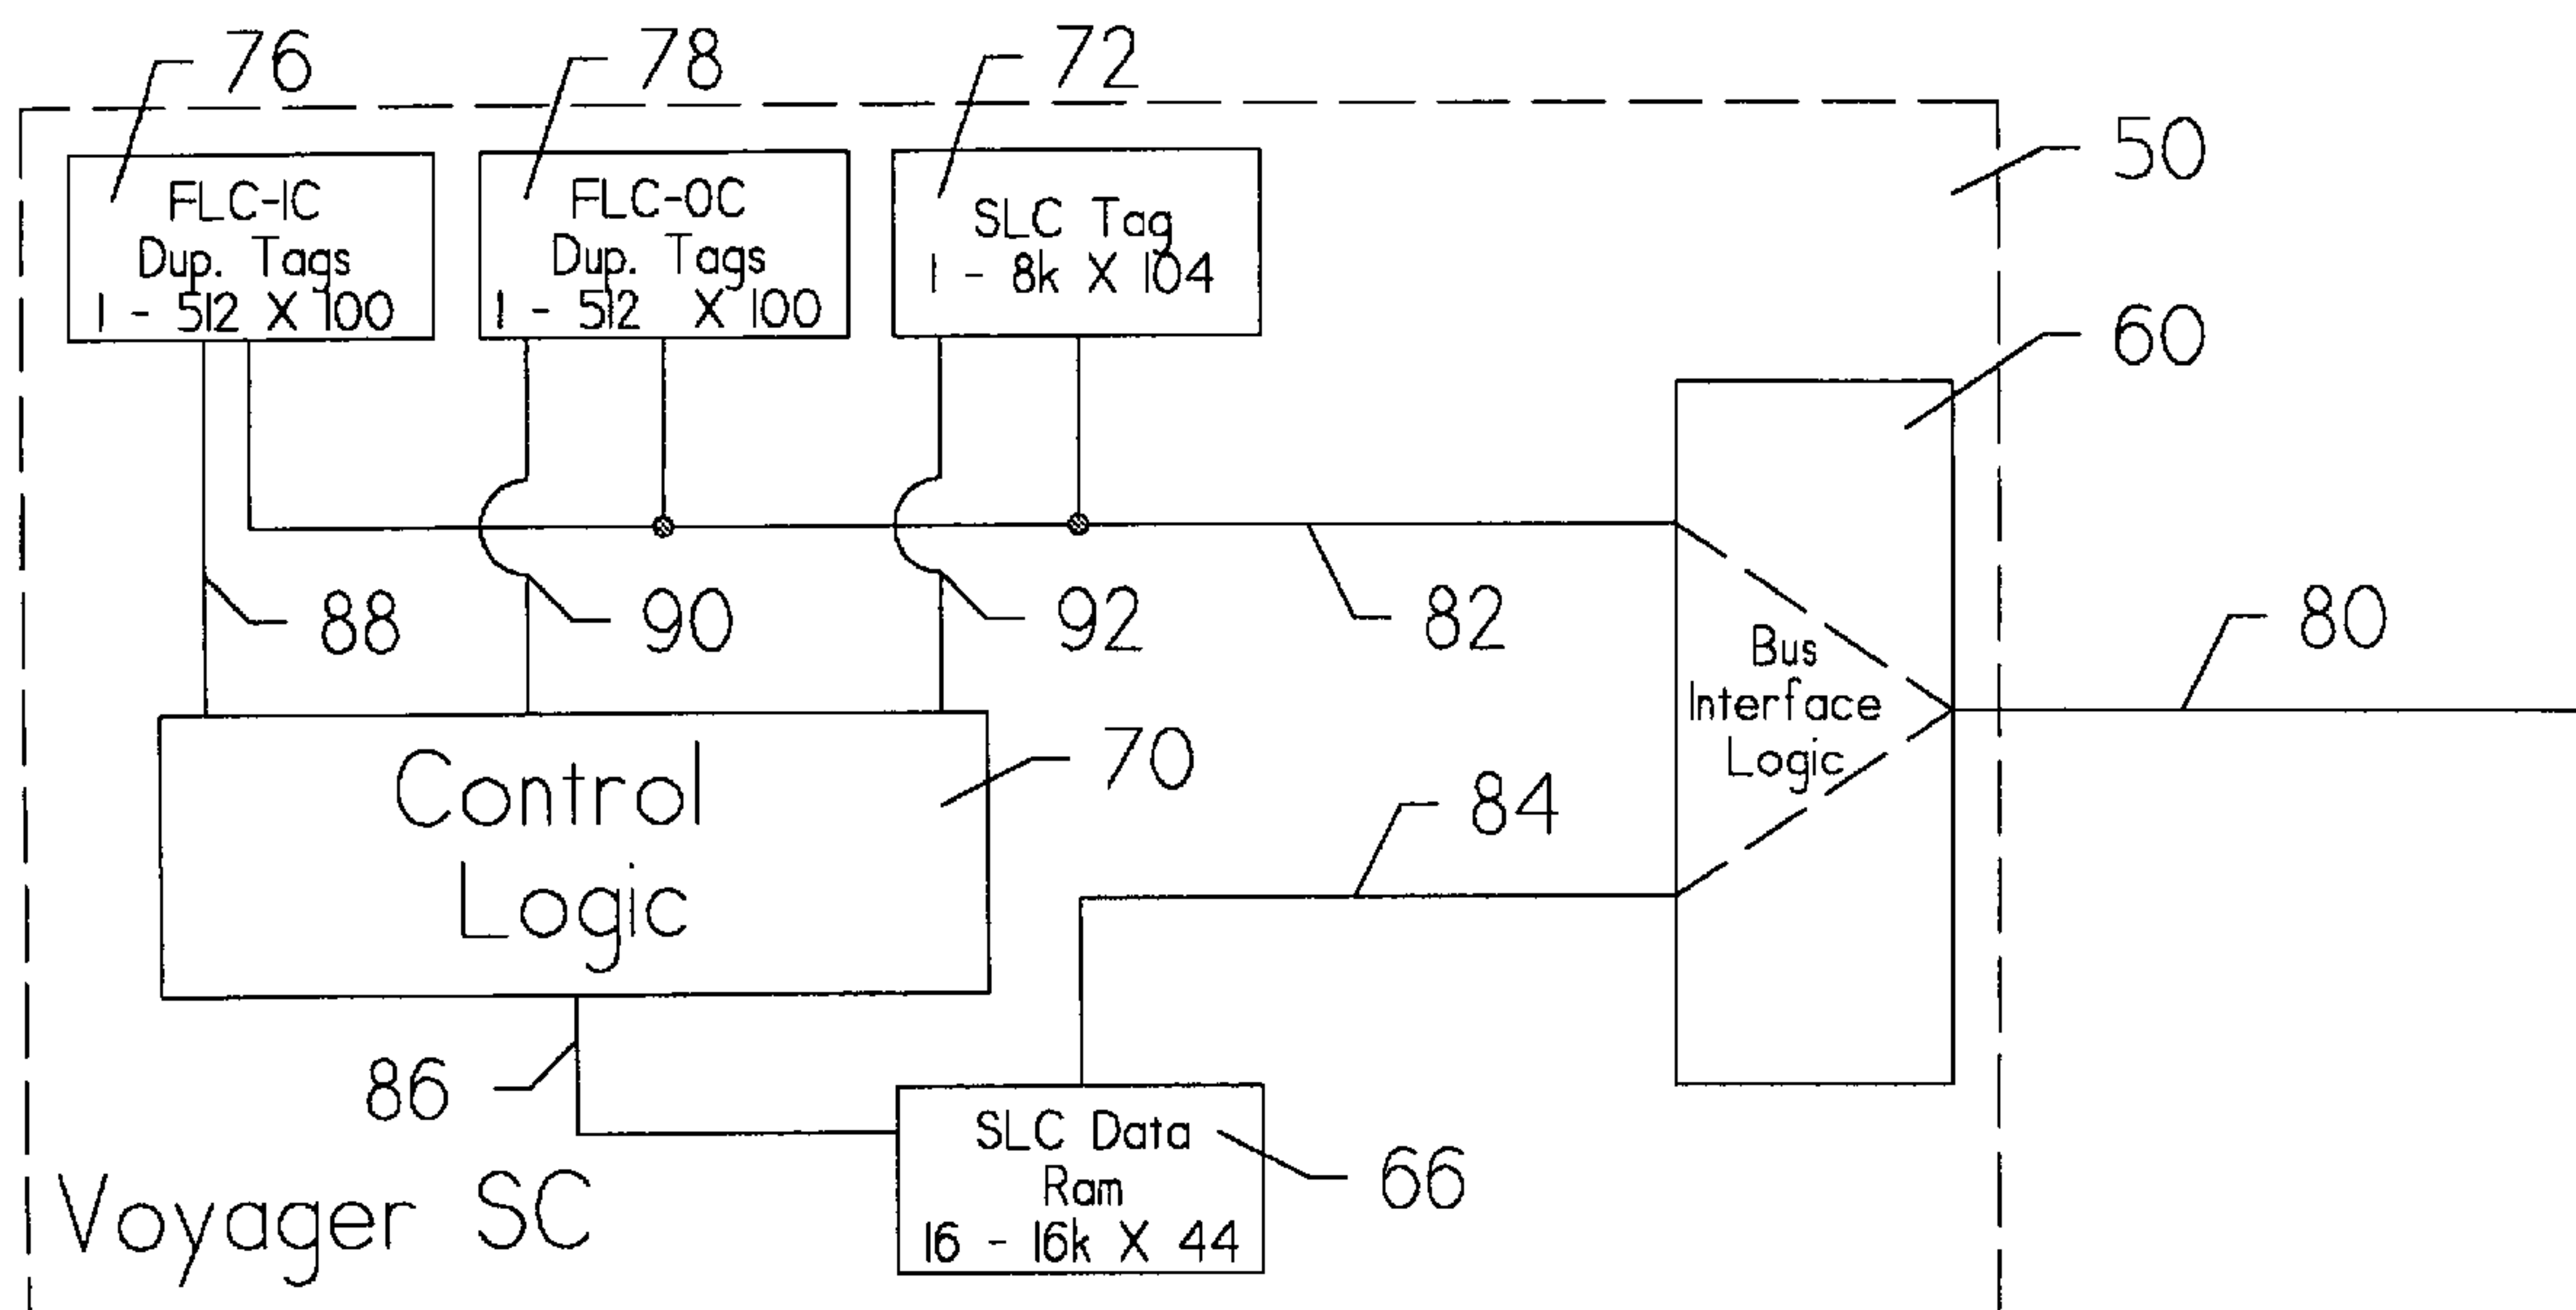 76
78
72
50
FLC-IC
Dup. Tags
1 - 512 X 100
FLC-OC
Dup. Tags
1 - 512 X 100
SLC Tag
1 - 8k X 104
60
88
90
92
82
80
Bus
Interface
Logic
Control
Logic
70
84
86
SLC Data
Ram
16 - 16k X 44
66
Voyager SC